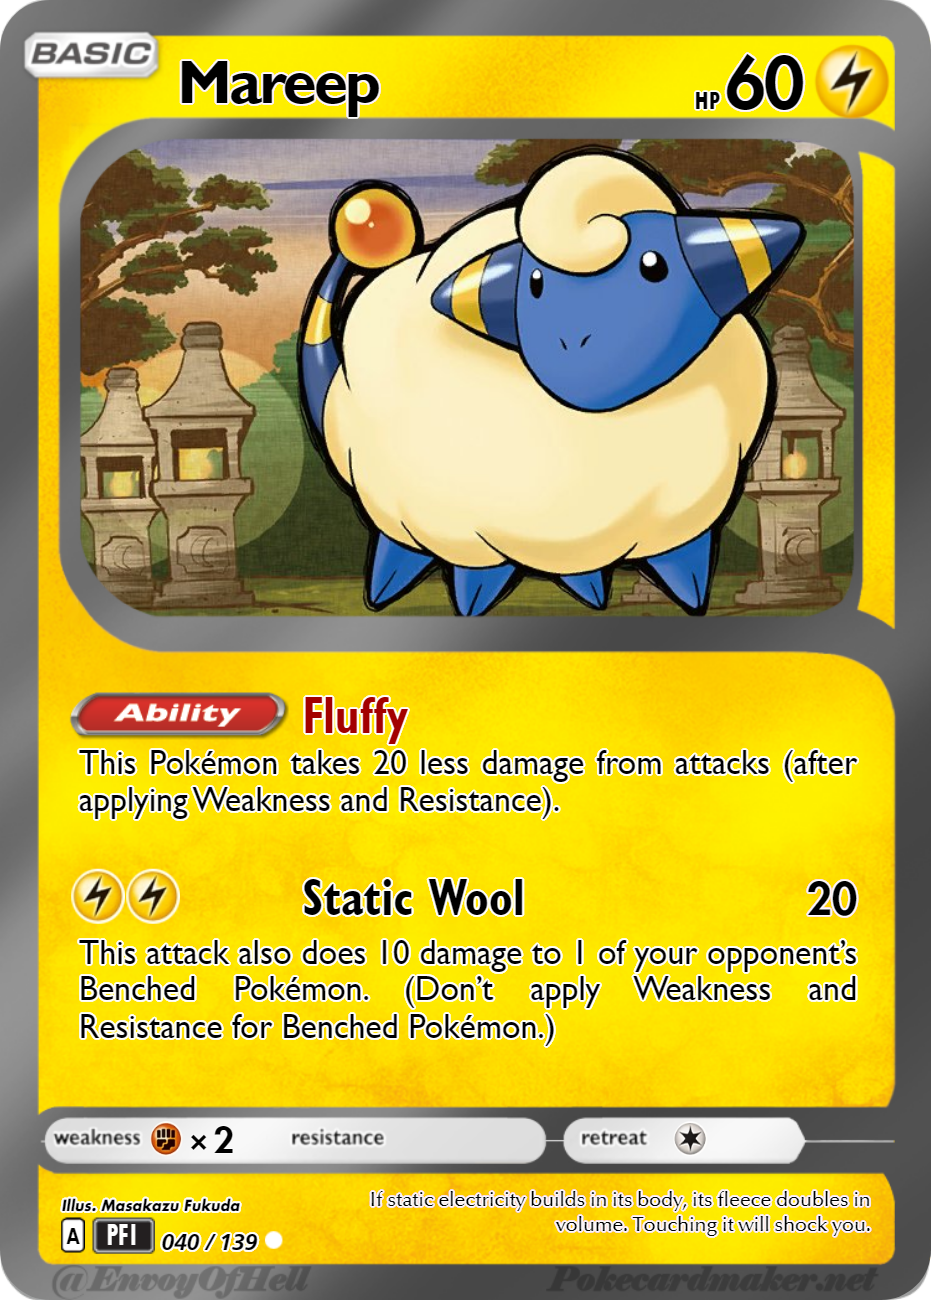 BASIC
Mareep
HP 60
Ability Fluffy
This Pokémon takes 20 less damage from attacks (after
applying Weakness and Resistance).
Static Wool 20
This attack also does 10 damage to 1 of your opponent's
Benched Pokémon. (Don't apply Weakness and
Resistance for Benched Pokémon.)
weakness × 2 resistance retreat
Illus. Masakazu Fukuda
If static electricity builds in its body, its fleece doubles in
volume. Touching it will shock you.
A PFI 040 / 139
@EnvoyOfHell Pokecardmaker.net